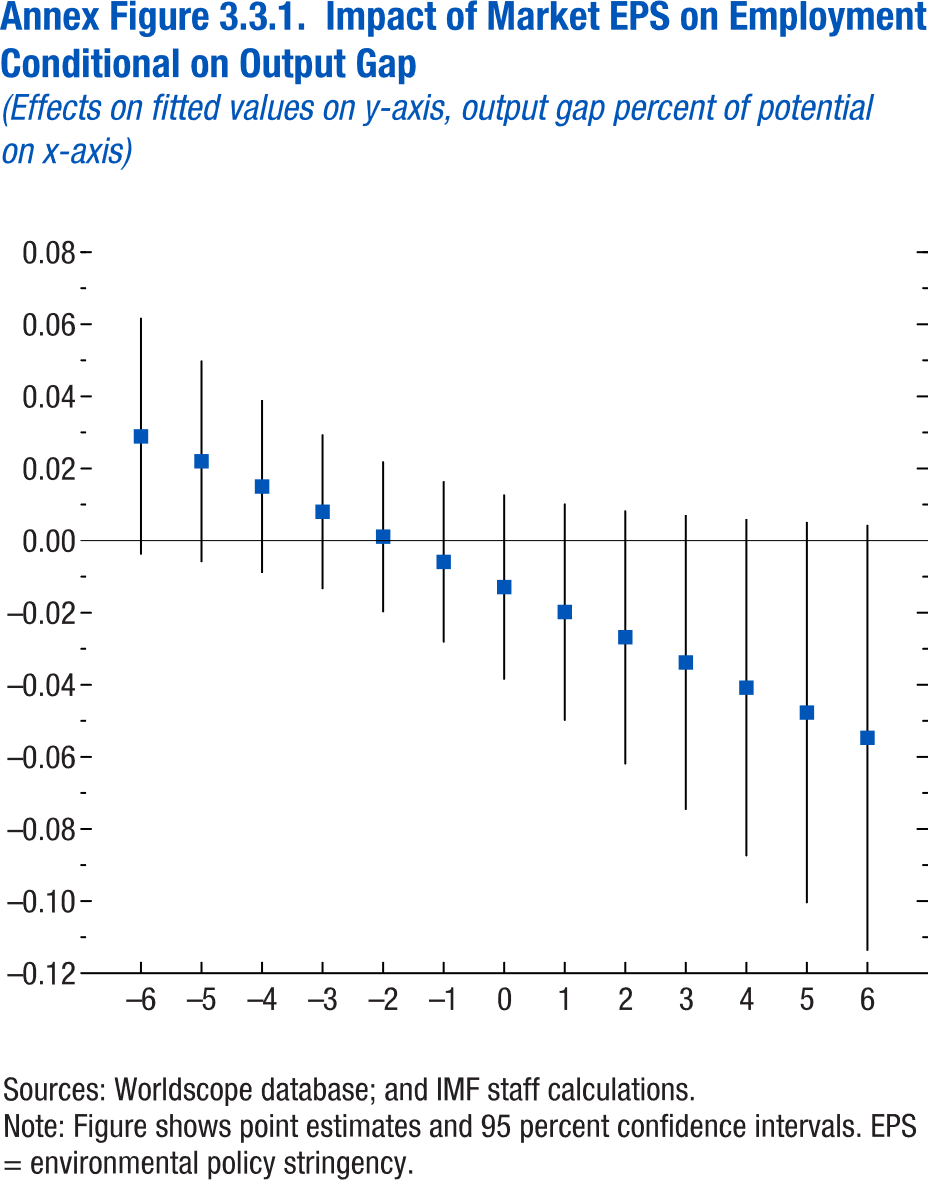 Annex Figure 3.3.1. Impact of Market EPS on Employment
Conditional on Output Gap
(Effects on fitted values on y-axis, output gap percent of potential
on x-axis)
0.08
0.06
0.04
0.02
0.00
–0.02
–0.04
–0.06
–0.08
–0.10
–0.12
–6 –5 –4 –3 –2 –1 0 1 2 3 4 5 6
Sources: Worldscope database; and IMF staff calculations.
Note: Figure shows point estimates and 95 percent confidence intervals. EPS
= environmental policy stringency.